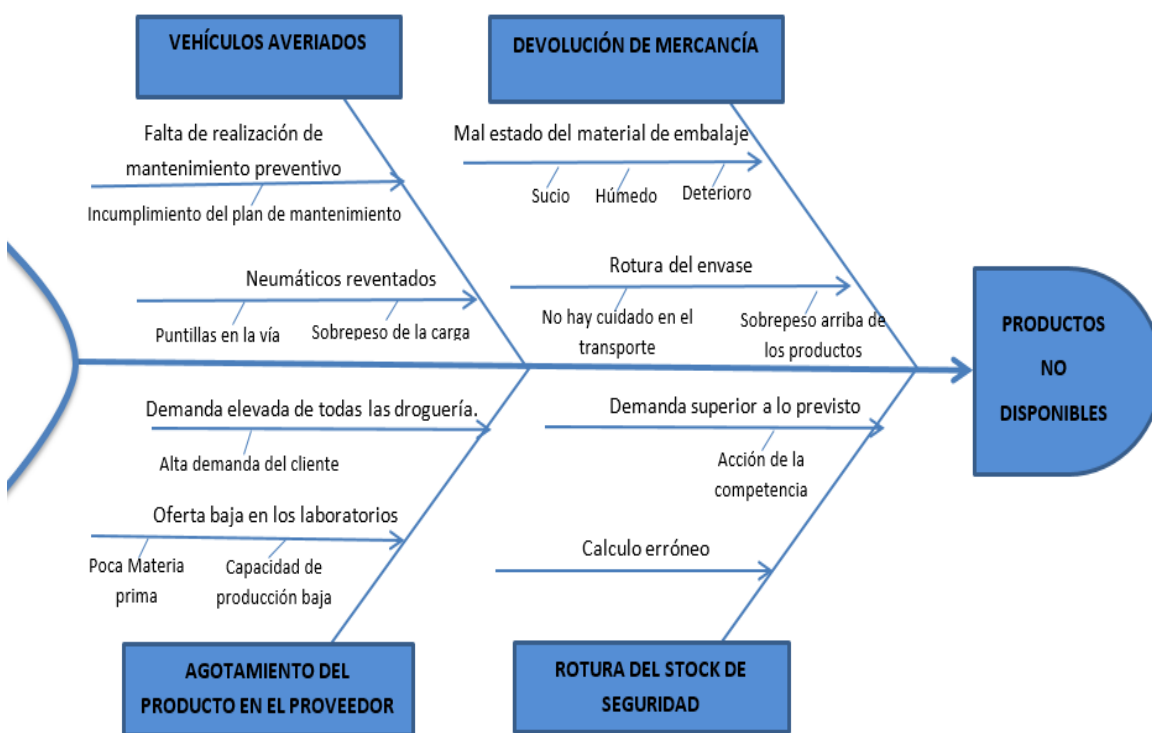 VEHÍCULOS AVERIADOS
DEVOLUCIÓN DE MERCANCÍA
Falta de realización de
mantenimiento preventivo
Incumplimiento del plan de mantenimiento
Neumáticos reventados
Puntillas en la vía
Sobrepeso de la carga
Mal estado del material de embalaje
Sucio
Húmedo
Deterioro
Rotura del envase
No hay cuidado en el
transporte
Sobrepeso arriba de
los productos
PRODUCTOS
NO
DISPONIBLES
Demanda elevada de todas las droguería.
Alta demanda del cliente
Oferta baja en los laboratorios
Poca Materia
prima
Capacidad de
producción baja
Demanda superior a lo previsto
Acción de la
competencia
Calculo erróneo
AGOTAMIENTO DEL
PRODUCTO EN EL PROVEEDOR
ROTURA DEL STOCK DE
SEGURIDAD